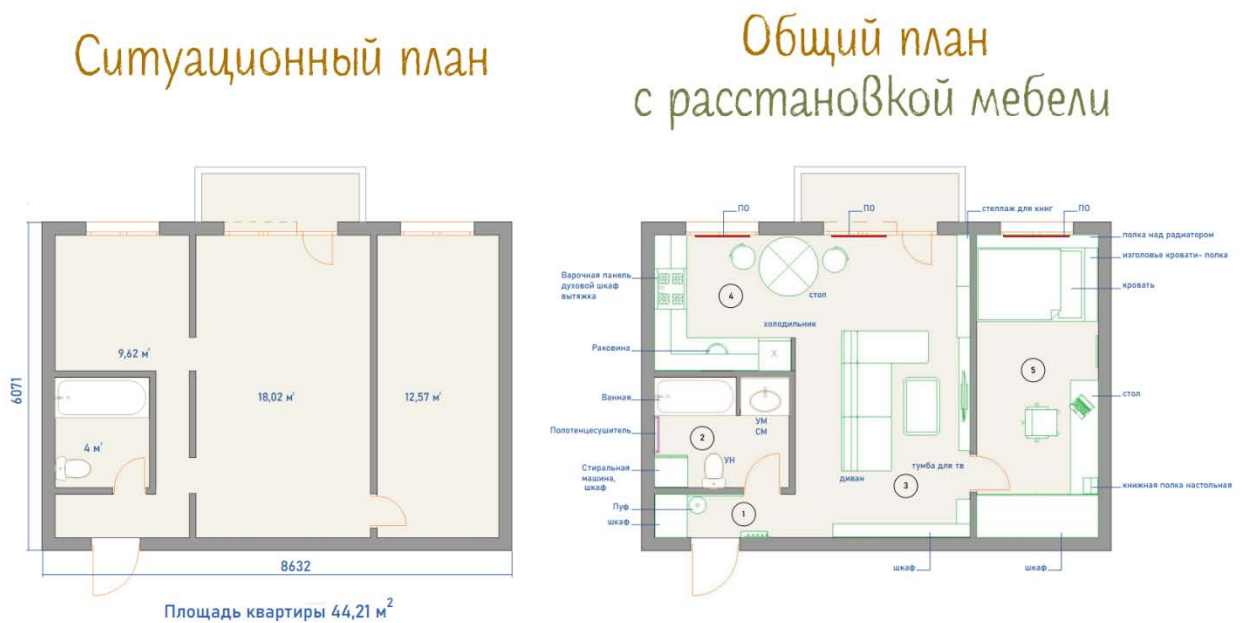 Ситуационный план
6071
9,62 м²
18,02 м²
12,57 м²
4 м²
8632
Площадь квартиры 44,21 м²
Общий план
с расстановкой мебели
ПО
ПО
стеллаж для книг
ПО
полка над радиатором
изголовье кровати- полка
кровать
Варочная панель
духовой шкаф
вытяжка
4
стол
холодильник
Раковина
X
5
Ванная
УМ
СМ
стол
Полотенцесушитель
2
УН
Стиральная
машина,
шкаф
тумба для тв
диван
3
книжная полка настольная
Пуф
1
шкаф
шкаф
шкаф